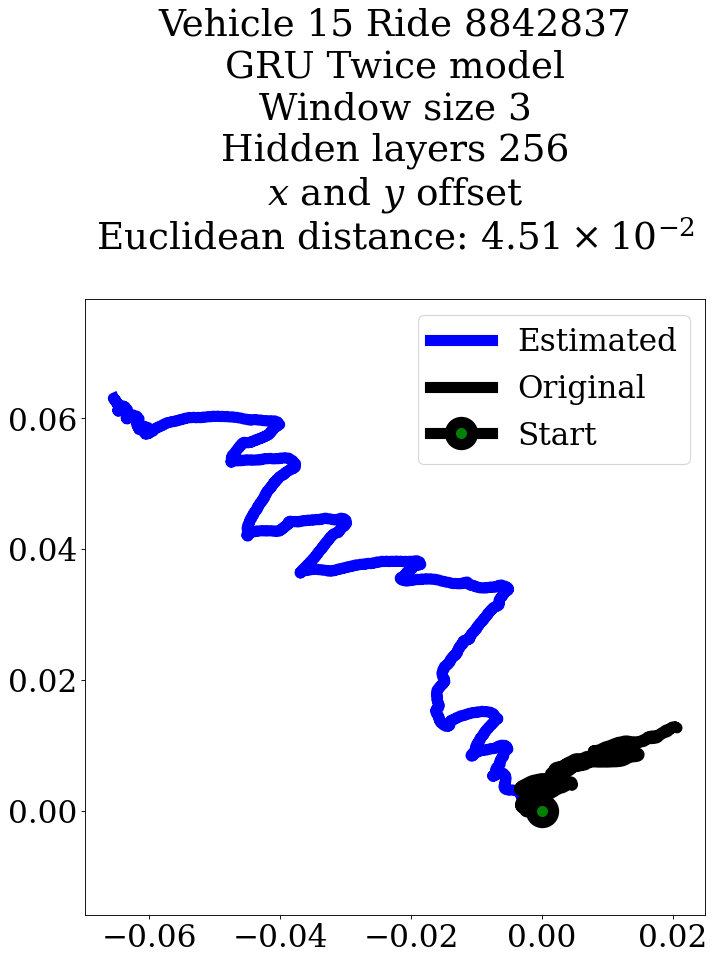 Vehicle 15 Ride 8842837
GRU Twice model
Window size 3
Hidden layers 256
x and y offset
Euclidean distance: 4.51 × 10⁻²
Estimated
Original
Start
0.06
0.04
0.02
0.00
−0.06 −0.04 −0.02 0.00 0.02